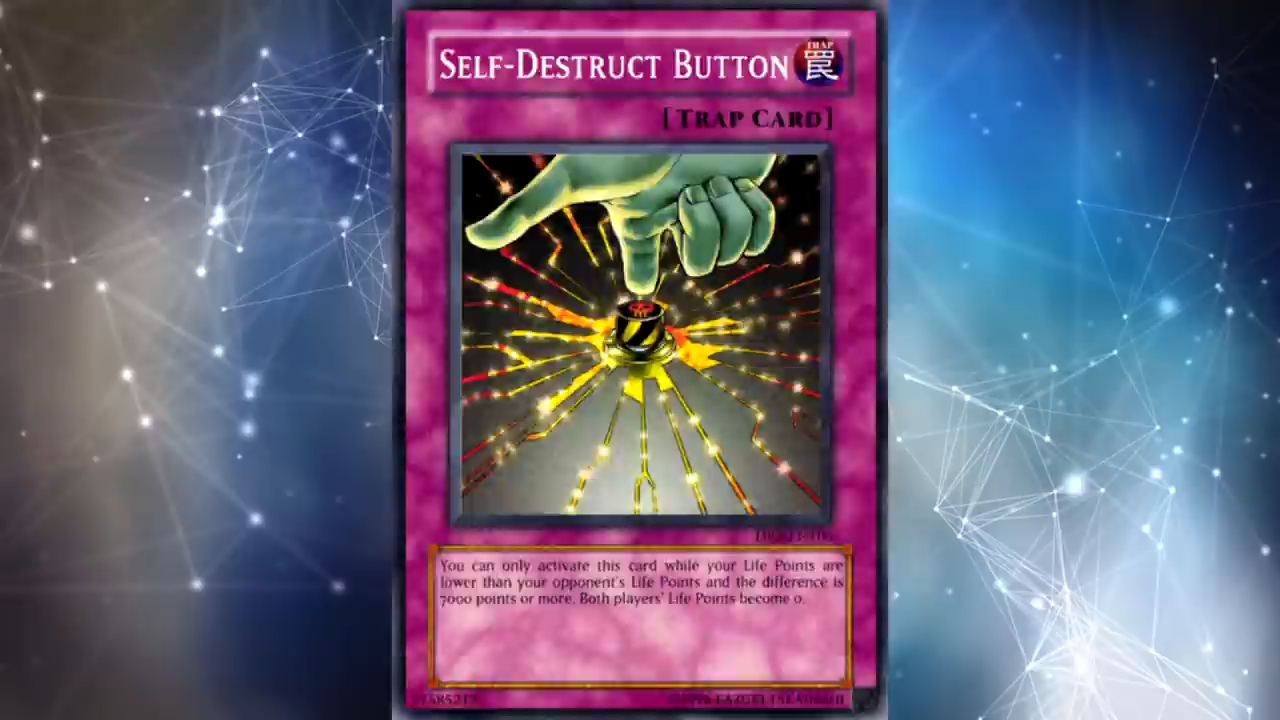 SELF-DESTRUCT BUTTON
TRAP
罠
[TRAP CARD]
You can only activate this card while your Life Points are
lower than your opponent's Life Points and the difference is
7000 points or more. Both players' Life Points become 0.
KAZUKI TAKAHASHI